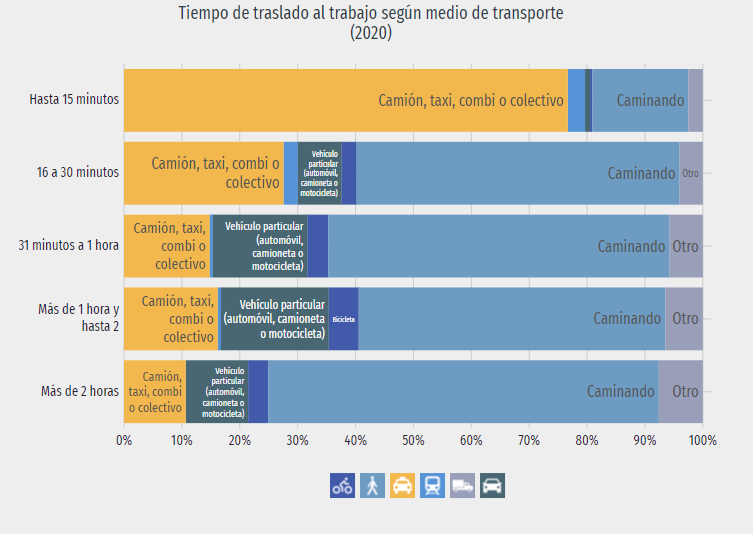 Tiempo de traslado al trabajo según medio de transporte
(2020)
Hasta 15 minutos
Camión, taxi, combi o colectivo
Caminando
16 a 30 minutos
Camión, taxi, combi o
colectivo
Vehículo
particular
(automóvil,
camioneta o
motocicleta)
Caminando
Otro
31 minutos a 1 hora
Camión, taxi,
combi o
colectivo
Vehículo particular
(automóvil,
camioneta o
motocicleta)
Caminando
Otro
Más de 1 hora y
hasta 2
Camión, taxi,
combi o
colectivo
Vehículo particular
(automóvil, camioneta
o motocicleta)
Bicicleta
Caminando
Otro
Más de 2 horas
Camión,
taxi, combi
o colectivo
Vehículo
particular
(automóvil,
camioneta o
motocicleta)
Caminando
Otro
0% 10% 20% 30% 40% 50% 60% 70% 80% 90% 100%